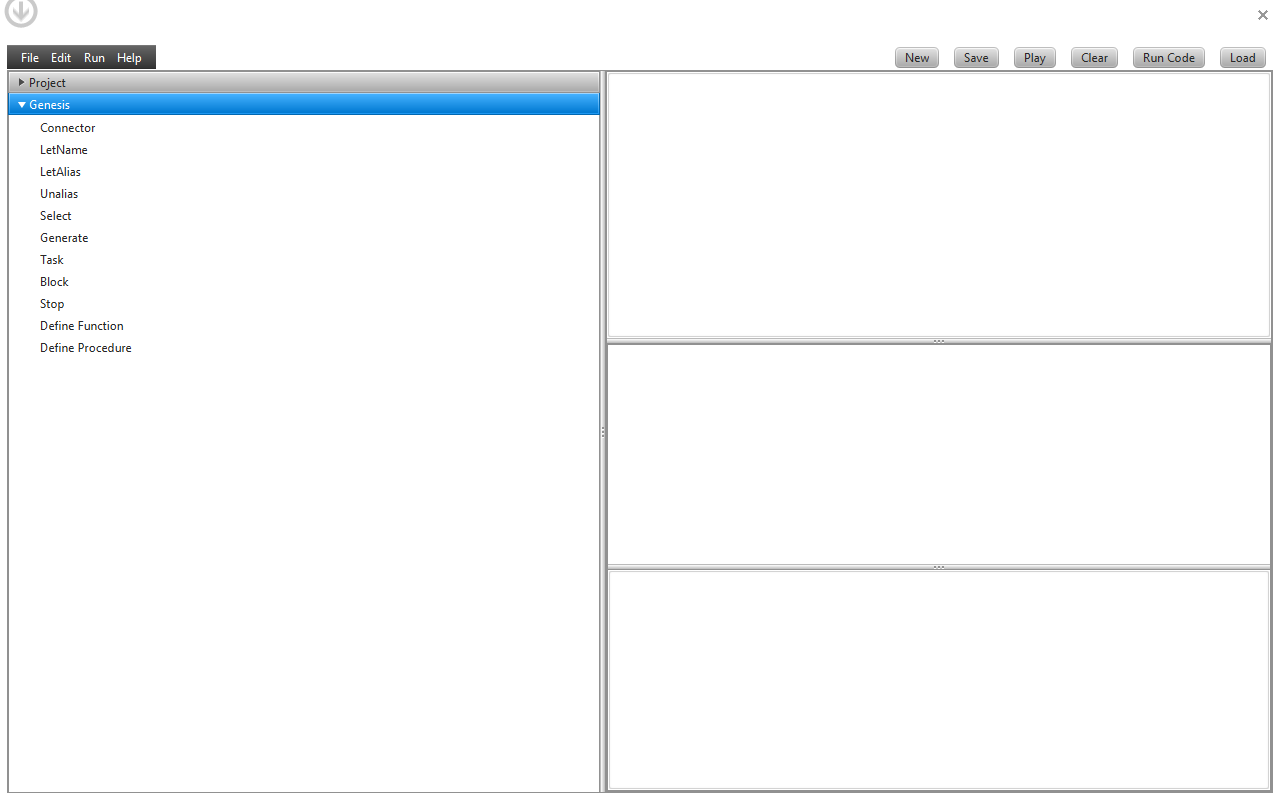 File Edit Run Help New Save Play Clear Run Code Load
Project
Genesis
Connector
LetName
LetAlias
Unalias
Select
Generate
Task
Block
Stop
Define Function
Define Procedure